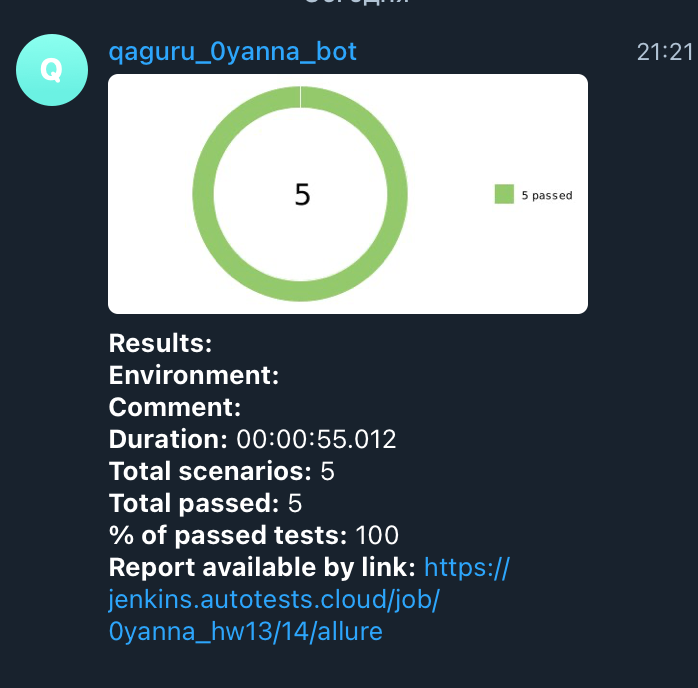 Сегодня
Q
qaguru_0yanna_bot
21:21
5
5 passed
Results:
Environment:
Comment:
Duration: 00:00:55.012
Total scenarios: 5
Total passed: 5
% of passed tests: 100
Report available by link: https://
jenkins.autotests.cloud/job/
0yanna_hw13/14/allure